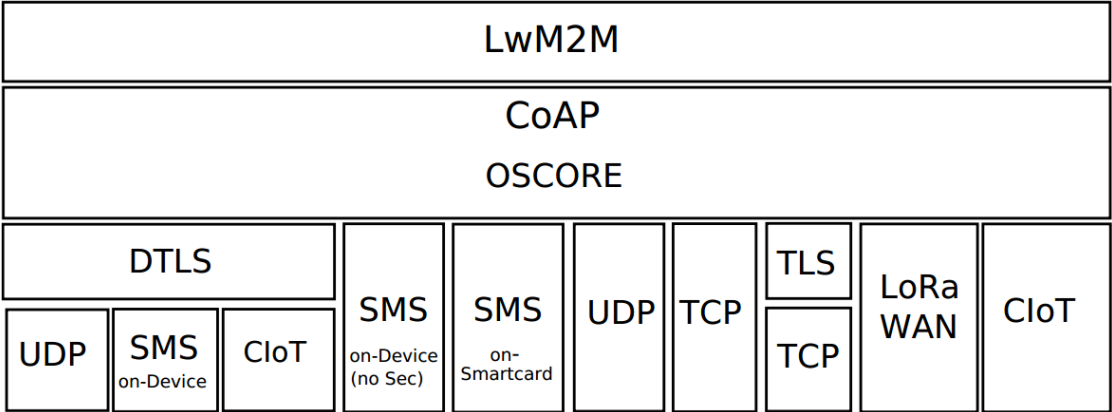 LwM2M
CoAP
OSCORE
DTLS
UDP
SMS
on-Device
CIoT
SMS
on-Device
(no Sec)
SMS
on-
Smartcard
UDP
TCP
TLS
TCP
LoRa
WAN
CIoT